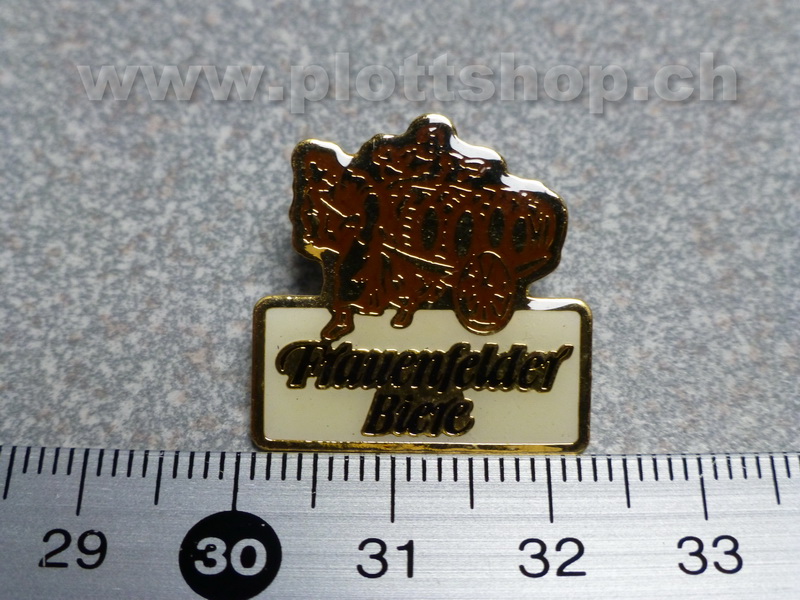 www.plottshop.ch
Frauenfelder
Biere
29 30 31 32 33